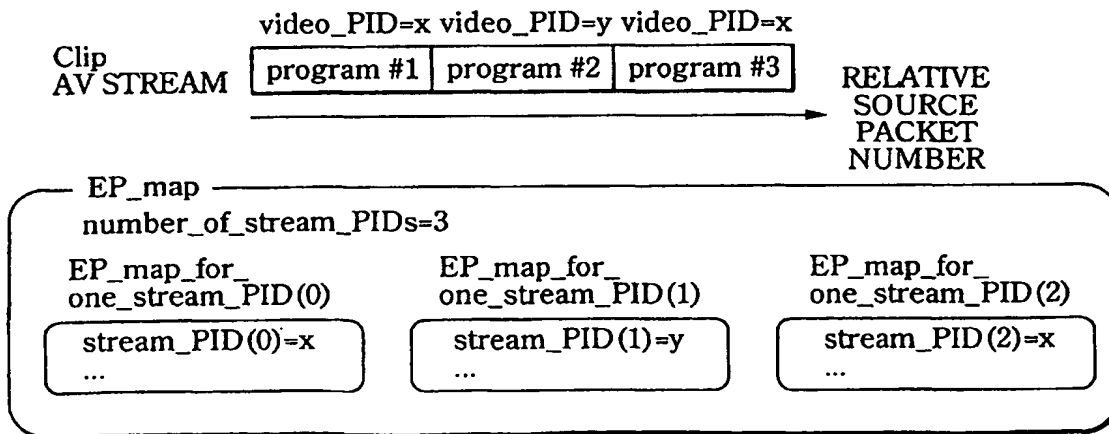 video_PID=x video_PID=y video_PID=x
Clip
AV STREAM
program #1 program #2 program #3
RELATIVE
SOURCE
PACKET
NUMBER
EP_map
number_of_stream_PIDs=3
EP_map_for_
one_stream_PID(0)
stream_PID(0)=x
...
EP_map_for_
one_stream_PID(1)
stream_PID(1)=y
...
EP_map_for_
one_stream_PID(2)
stream_PID(2)=x
...